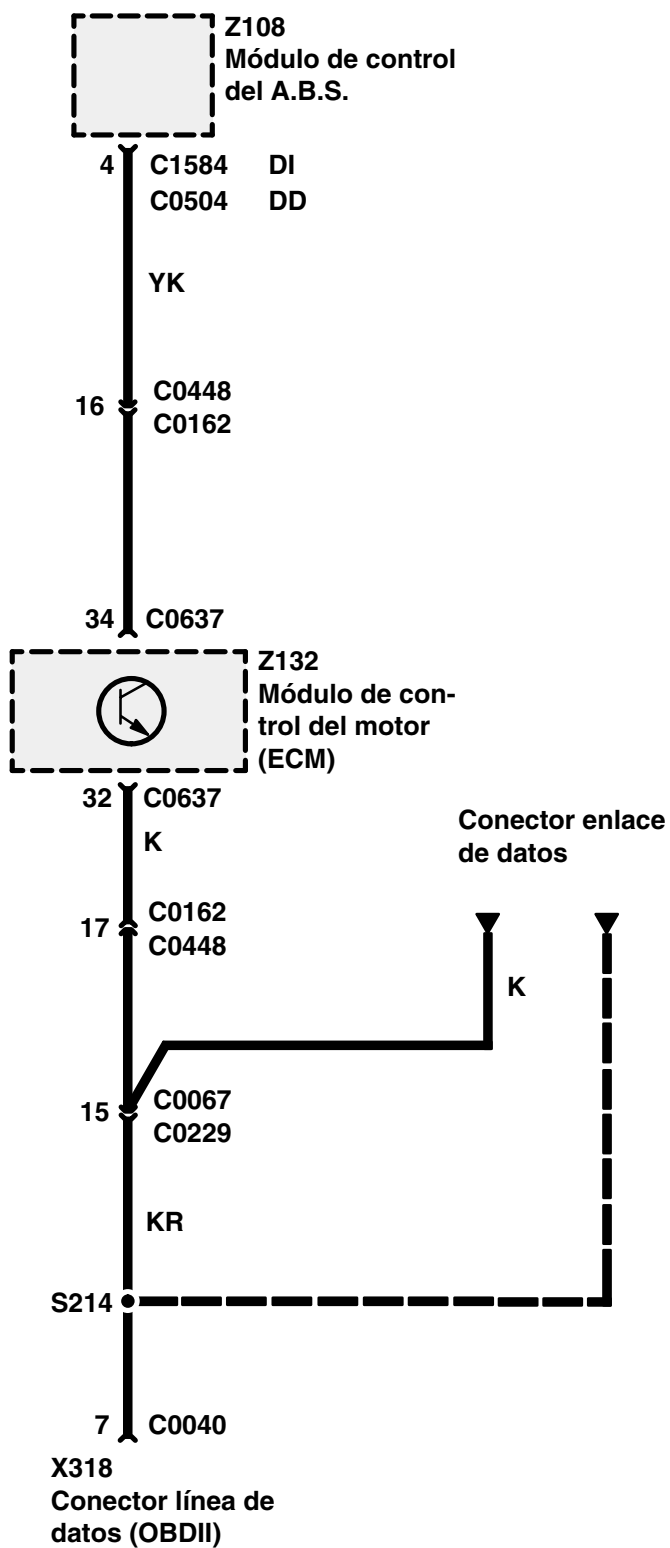 Z108
Módulo de control
del A.B.S.
4 C1584 DI
C0504 DD
YK
16 C0448
C0162
34 C0637
Z132
Módulo de con-
trol del motor
(ECM)
32 C0637
K
Conector enlace
de datos
17 C0162
C0448
K
15 C0067
C0229
KR
S214
7 C0040
X318
Conector línea de
datos (OBDII)